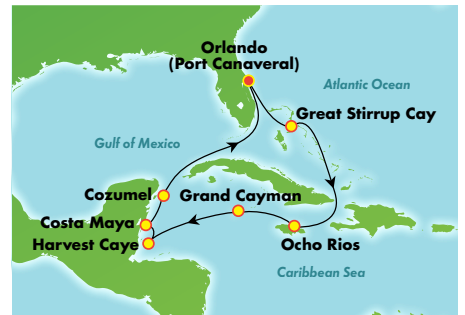 Orlando
(Port Canaveral)
Atlantic Ocean
Great Stirrup Cay
Gulf of Mexico
Cozumel
Grand Cayman
Costa Maya
Harvest Caye
Ocho Rios
Caribbean Sea